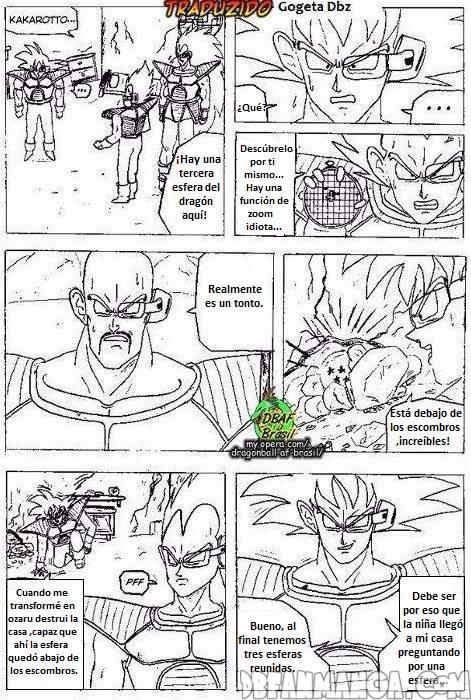 TRADUZIDO Gogeta Dbz
KAKAROTTO...
¡Hay una
tercera
esfera del
dragón
aquí!
¿Qué?
...
Descúbrelo
por ti
mismo...
Hay una
función de
zoom
idiota...
Realmente
es un tonto.
Está debajo de
los escombros
,increíbles!
DBAF
Brasil
my.opera.com/
dragonball-af-brasil/
Cuando me
transformé en
ozaru destrui la
casa ,capaz que
ahí la esfera
quedó abajo de
los escombros.
PFF
Bueno, al
final tenemos
tres esferas
reunidas.
Debe ser
por eso que
la niña llegó
a mi casa
preguntando
por una
esfera...
DBEANMANGA.COM